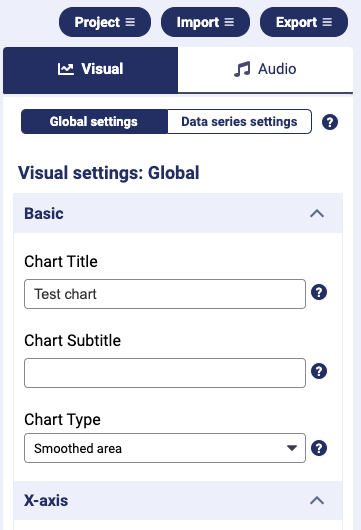 Project Import Export
Visual Audio
Global settings Data series settings ?
Visual settings: Global
Basic
Chart Title
Test chart ?
Chart Subtitle
?
Chart Type
Smoothed area ?
X-axis